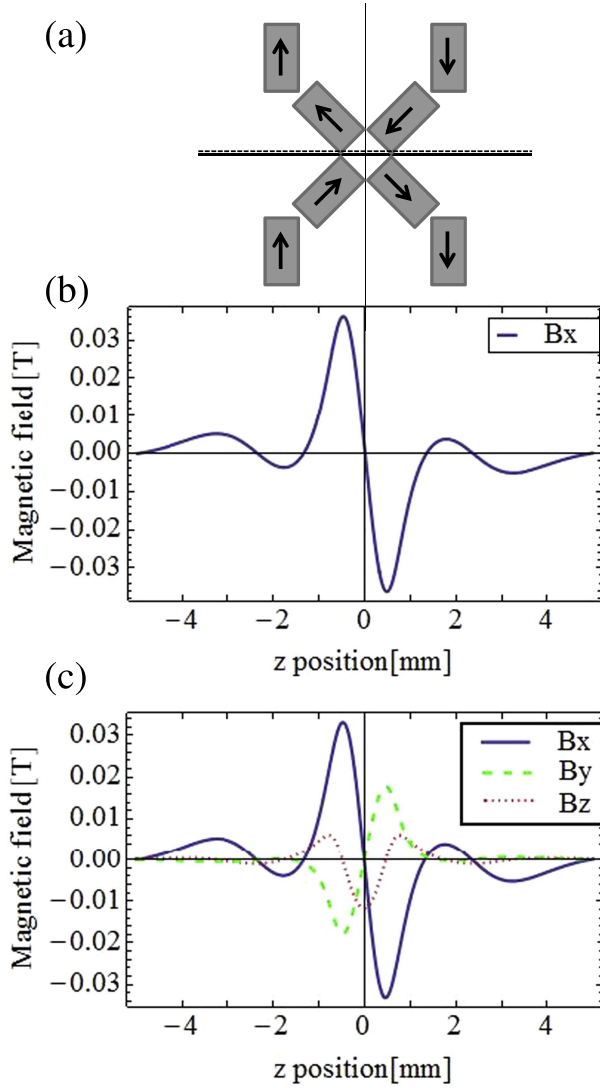 (a)
(b)
Magnetic field[T]
0.03
0.02
0.01
0.00
−0.01
−0.02
−0.03
Bx
−4 −2 0 2 4
z position[mm]
(c)
Magnetic field[T]
0.03
0.02
0.01
0.00
−0.01
−0.02
−0.03
Bx
By
Bz
−4 −2 0 2 4
z position[mm]